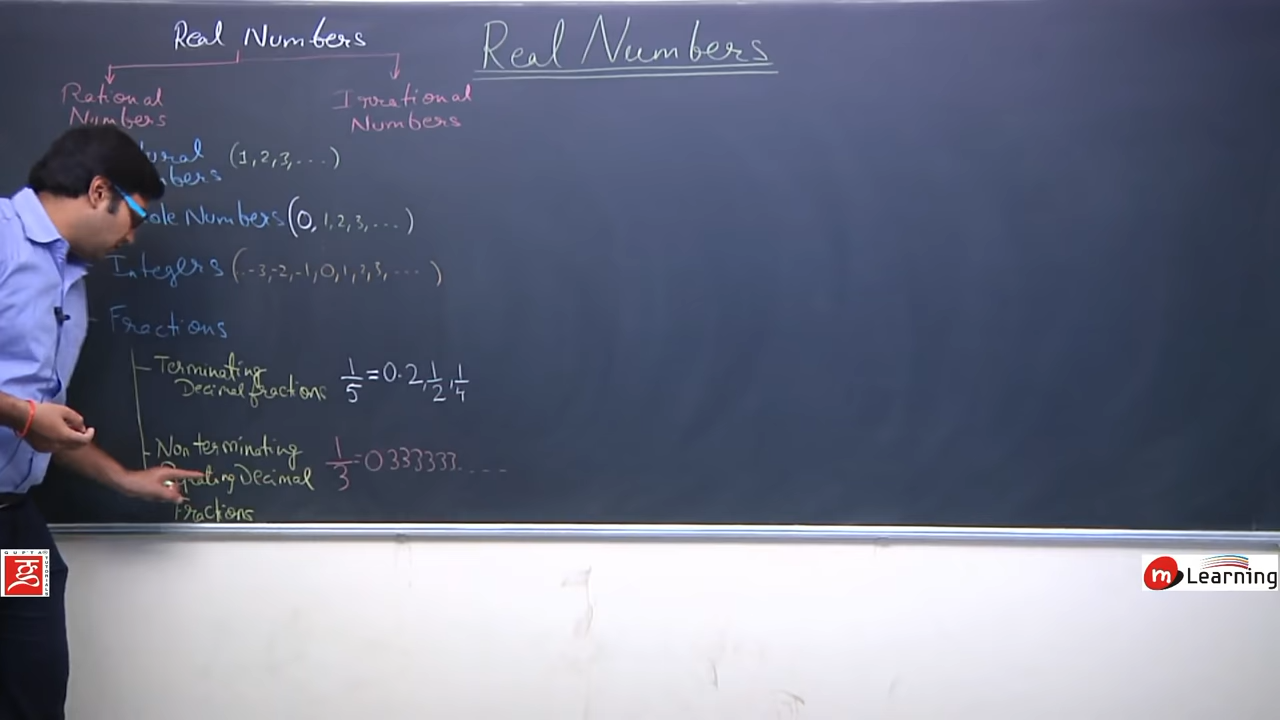 Real Numbers
Real Numbers
Rational
Numbers
Irrational
Numbers
(1, 2, 3, ...)
Numbers (0, 1, 2, 3, ...)
Integers (..-3, -2, -1, 0, 1, 2, 3, ...)
Fractions
Terminating
Decimal fractions 1/5 = 0.2, 1/2, 1/4
Non terminating
Decimal 1/3 = 0 333333.....
Fractions
GUPTA TUTORIALS
m Learning